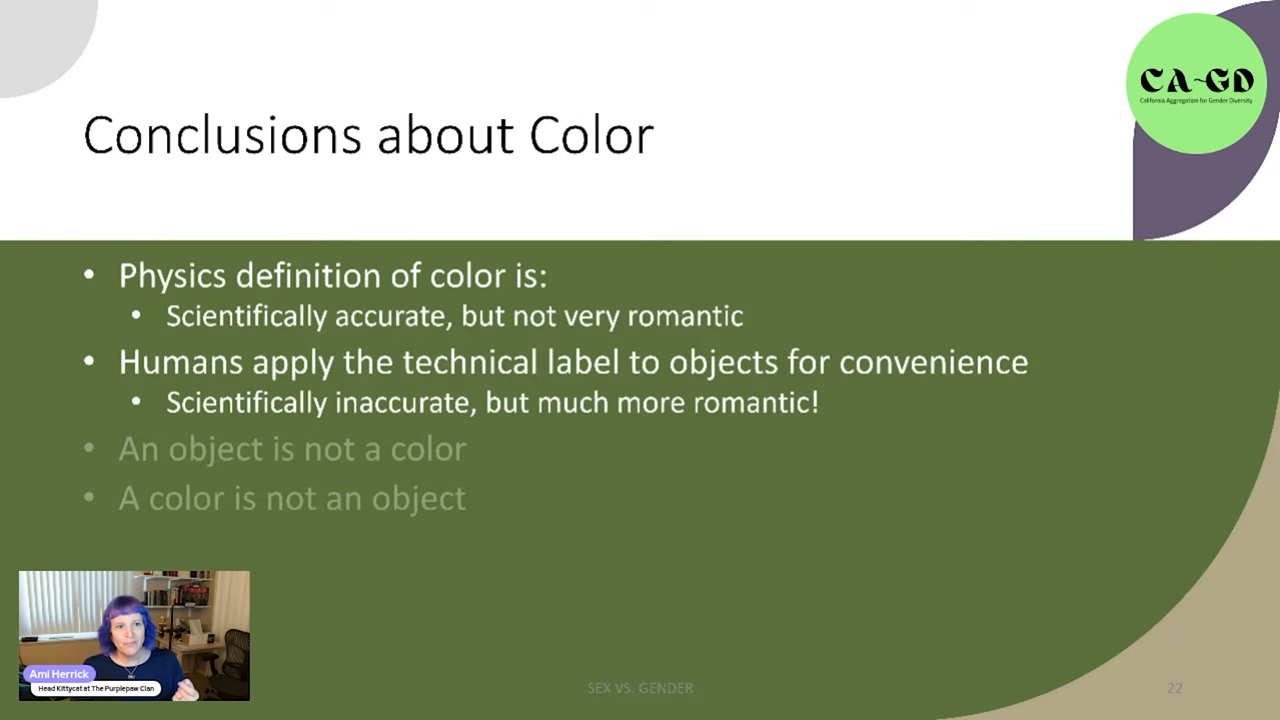 CA~GD
California Aggregation for Gender Diversity
Conclusions about Color
• Physics definition of color is:
• Scientifically accurate, but not very romantic
• Humans apply the technical label to objects for convenience
• Scientifically inaccurate, but much more romantic!
• An object is not a color
• A color is not an object
Ami Herrick
Head Kittycat at The Purplepaw Clan
SEX VS. GENDER
22